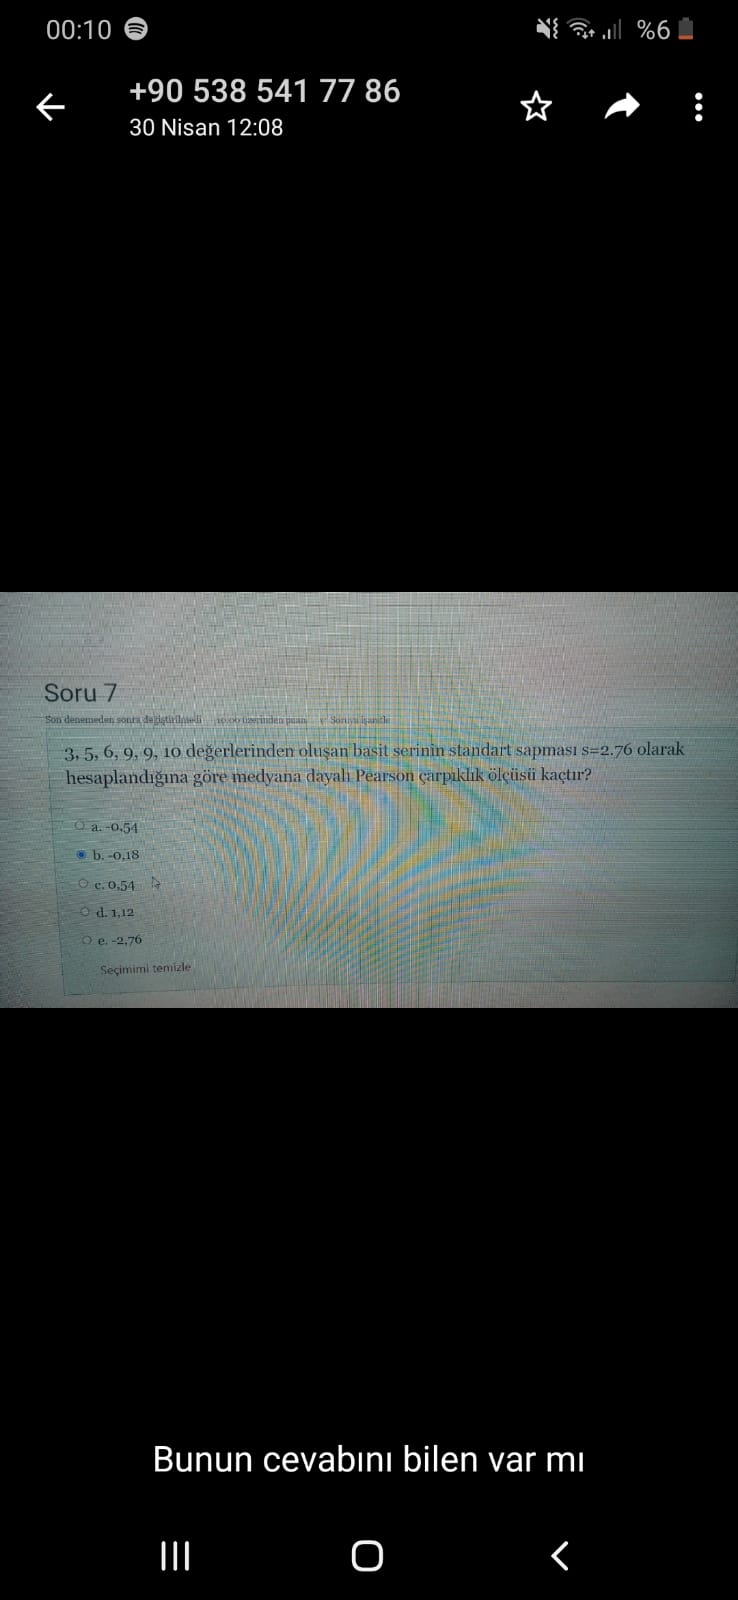 00:10
%6
+90 538 541 77 86
30 Nisan 12:08
Soru 7
Son denemeden sonra değiştirilmedi 10,00 üzerinden puan Soruyu işaretle
3, 5, 6, 9, 9, 10 değerlerinden oluşan basit serinin standart sapması s=2.76 olarak
hesaplandığına göre medyana dayalı Pearson çarpıklık ölçüsü kaçtır?
a. -0,54
b. -0,18
c. 0,54
d. 1,12
e. -2,76
Seçimimi temizle
Bunun cevabını bilen var mı